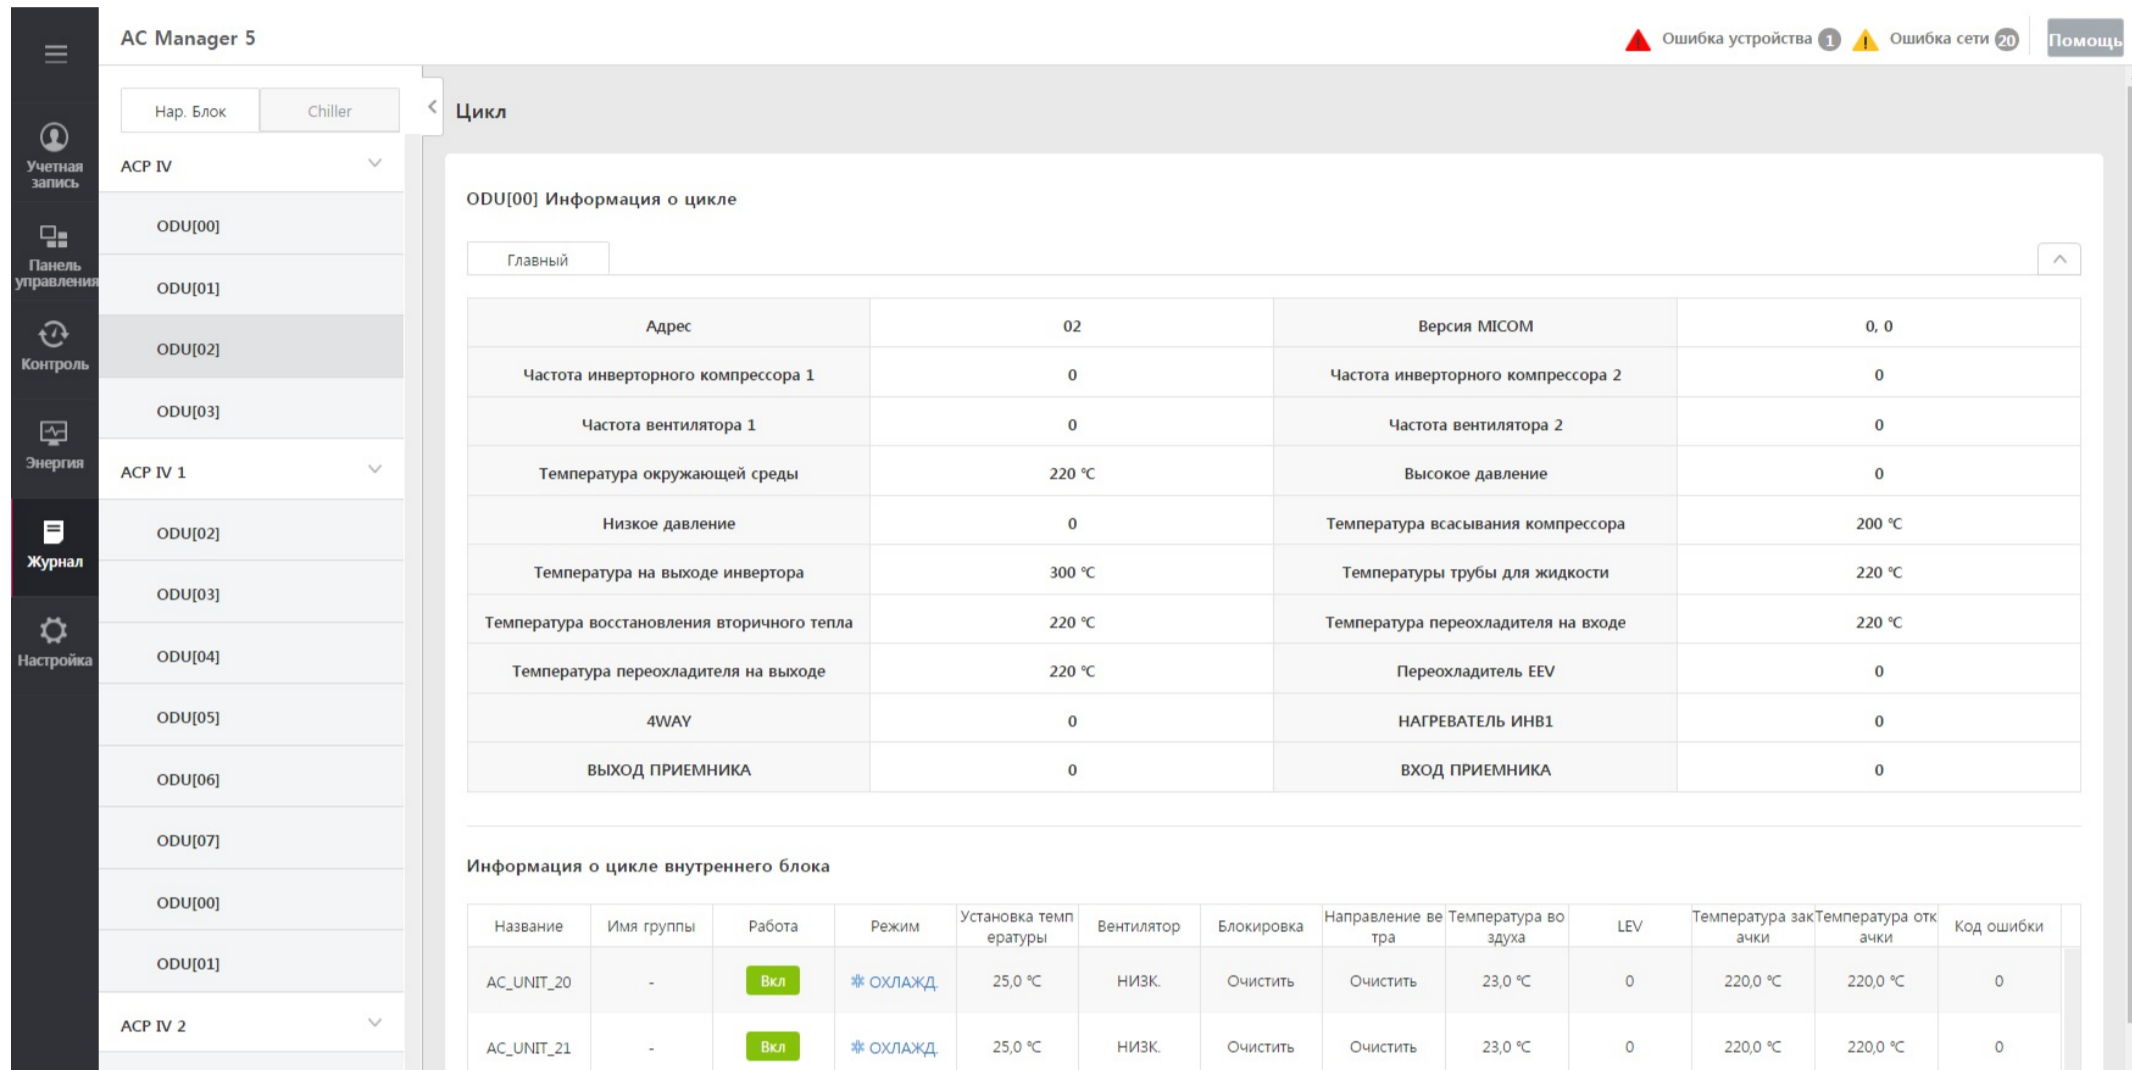 AC Manager 5
Ошибка устройства 1
Ошибка сети 20
Помощь
Учетная
запись
Панель
управления
Контроль
Энергия
Журнал
Настройка
Нар. Блок
Chiller
ACP IV
ODU[00]
ODU[01]
ODU[02]
ODU[03]
ACP IV 1
ODU[02]
ODU[03]
ODU[04]
ODU[05]
ODU[06]
ODU[07]
ODU[00]
ODU[01]
ACP IV 2
Цикл
ODU[00] Информация о цикле
Главный
Адрес 02 Версия MICOM 0, 0
Частота инверторного компрессора 1 0 Частота инверторного компрессора 2 0
Частота вентилятора 1 0 Частота вентилятора 2 0
Температура окружающей среды 220 ℃ Высокое давление 0
Низкое давление 0 Температура всасывания компрессора 200 ℃
Температура на выходе инвертора 300 ℃ Температуры трубы для жидкости 220 ℃
Температура восстановления вторичного тепла 220 ℃ Температура переохладителя на входе 220 ℃
Температура переохладителя на выходе 220 ℃ Переохладитель EEV 0
4WAY 0 НАГРЕВАТЕЛЬ ИНВ1 0
ВЫХОД ПРИЕМНИКА 0 ВХОД ПРИЕМНИКА 0
Информация о цикле внутреннего блока
Название
Имя группы
Работа
Режим
Установка темп
ературы
Вентилятор
Блокировка
Направление ве
тра
Температура во
здуха
LEV
Температура зак
ачки
Температура отк
ачки
Код ошибки
AC_UNIT_20 - Вкл ОХЛАЖД. 25,0 ℃ НИЗК. Очистить Очистить 23,0 ℃ 0 220,0 ℃ 220,0 ℃ 0
AC_UNIT_21 - Вкл ОХЛАЖД. 25,0 ℃ НИЗК. Очистить Очистить 23,0 ℃ 0 220,0 ℃ 220,0 ℃ 0